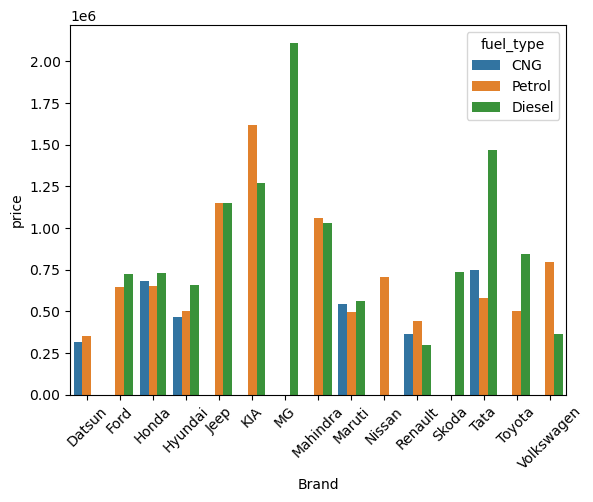 1e6
fuel_type
CNG
Petrol
Diesel
2.00
1.75
1.50
1.25
1.00
0.75
0.50
0.25
0.00
price
Datsun
Ford
Honda
Hyundai
Jeep
KIA
MG
Mahindra
Maruti
Nissan
Renault
Skoda
Tata
Toyota
Volkswagen
Brand